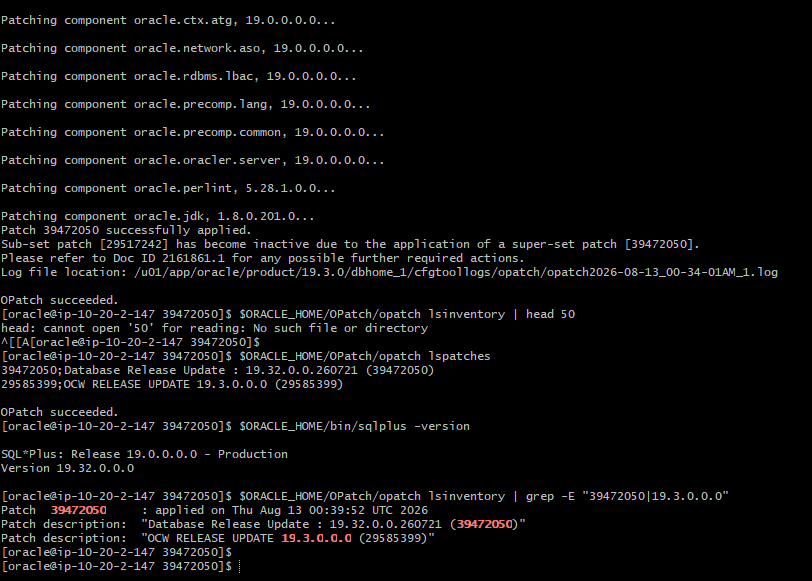 Patching component oracle.ctx.atg, 19.0.0.0.0...
Patching component oracle.network.aso, 19.0.0.0.0...
Patching component oracle.rdbms.lbac, 19.0.0.0.0...
Patching component oracle.precomp.lang, 19.0.0.0.0...
Patching component oracle.precomp.common, 19.0.0.0.0...
Patching component oracle.oracler.server, 19.0.0.0.0...
Patching component oracle.perlint, 5.28.1.0.0...
Patching component oracle.jdk, 1.8.0.201.0...
Patch 39472050 successfully applied.
Sub-set patch [29517242] has become inactive due to the application of a super-set patch [39472050].
Please refer to Doc ID 2161861.1 for any possible further required actions.
Log file location: /u01/app/oracle/product/19.3.0/dbhome_1/cfgtoollogs/opatch/opatch2026-08-13_00-34-01AM_1.log
OPatch succeeded.
[oracle@ip-10-20-2-147 39472050]$ $ORACLE_HOME/OPatch/opatch lsinventory | head 50
head: cannot open '50' for reading: No such file or directory
^[[A[oracle@ip-10-20-2-147 39472050]$
[oracle@ip-10-20-2-147 39472050]$ $ORACLE_HOME/OPatch/opatch lspatches
39472050;Database Release Update : 19.32.0.0.260721 (39472050)
29585399;OCW RELEASE UPDATE 19.3.0.0.0 (29585399)
OPatch succeeded.
[oracle@ip-10-20-2-147 39472050]$ $ORACLE_HOME/bin/sqlplus -version
SQL*Plus: Release 19.0.0.0.0 - Production
Version 19.32.0.0.0
[oracle@ip-10-20-2-147 39472050]$ $ORACLE_HOME/OPatch/opatch lsinventory | grep -E "39472050|19.3.0.0.0"
Patch  39472050     : applied on Thu Aug 13 00:39:52 UTC 2026
Patch description:  "Database Release Update : 19.32.0.0.260721 (39472050)"
Patch description:  "OCW RELEASE UPDATE 19.3.0.0.0 (29585399)"
[oracle@ip-10-20-2-147 39472050]$
[oracle@ip-10-20-2-147 39472050]$